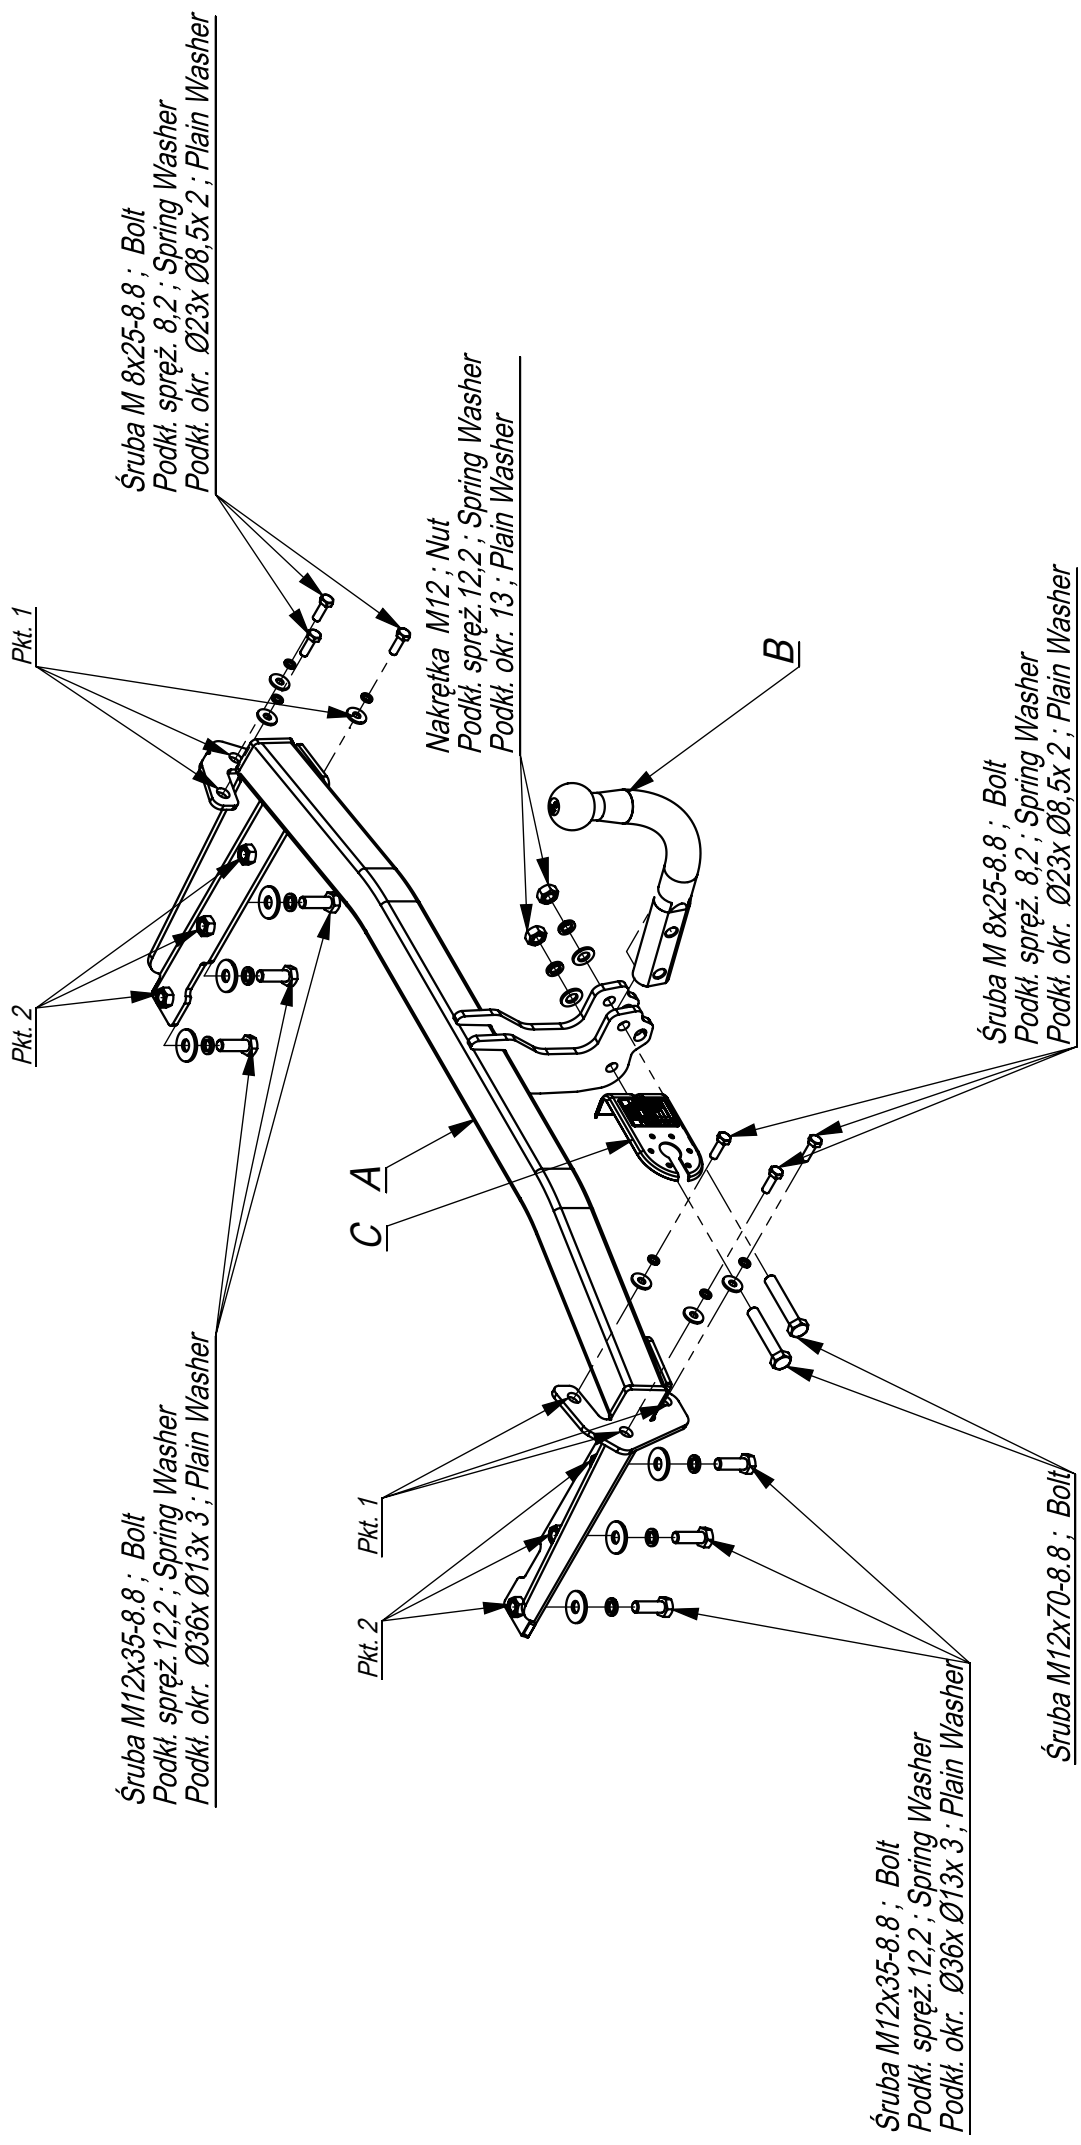 Śruba M12x35-8.8 ; Bolt
Podkł. spręż.12,2 ; Spring Washer
Podkł. okr. Ø36x Ø13x 3 ; Plain Washer
Pkt. 2
Pkt. 1
Śruba M 8x25-8.8 ; Bolt
Podkł. spręż. 8,2 ; Spring Washer
Podkł. okr. Ø23x Ø8,5x 2 ; Plain Washer
Pkt. 2
Pkt. 1
C
A
Nakrętka M12 ; Nut
Podkł. spręż.12,2 ; Spring Washer
Podkł. okr. 13 ; Plain Washer
B
Śruba M12x35-8.8 ; Bolt
Podkł. spręż.12,2 ; Spring Washer
Podkł. okr. Ø36x Ø13x 3 ; Plain Washer
Śruba M12x70-8.8 ; Bolt
Śruba M 8x25-8.8 ; Bolt
Podkł. spręż. 8,2 ; Spring Washer
Podkł. okr. Ø23x Ø8,5x 2 ; Plain Washer